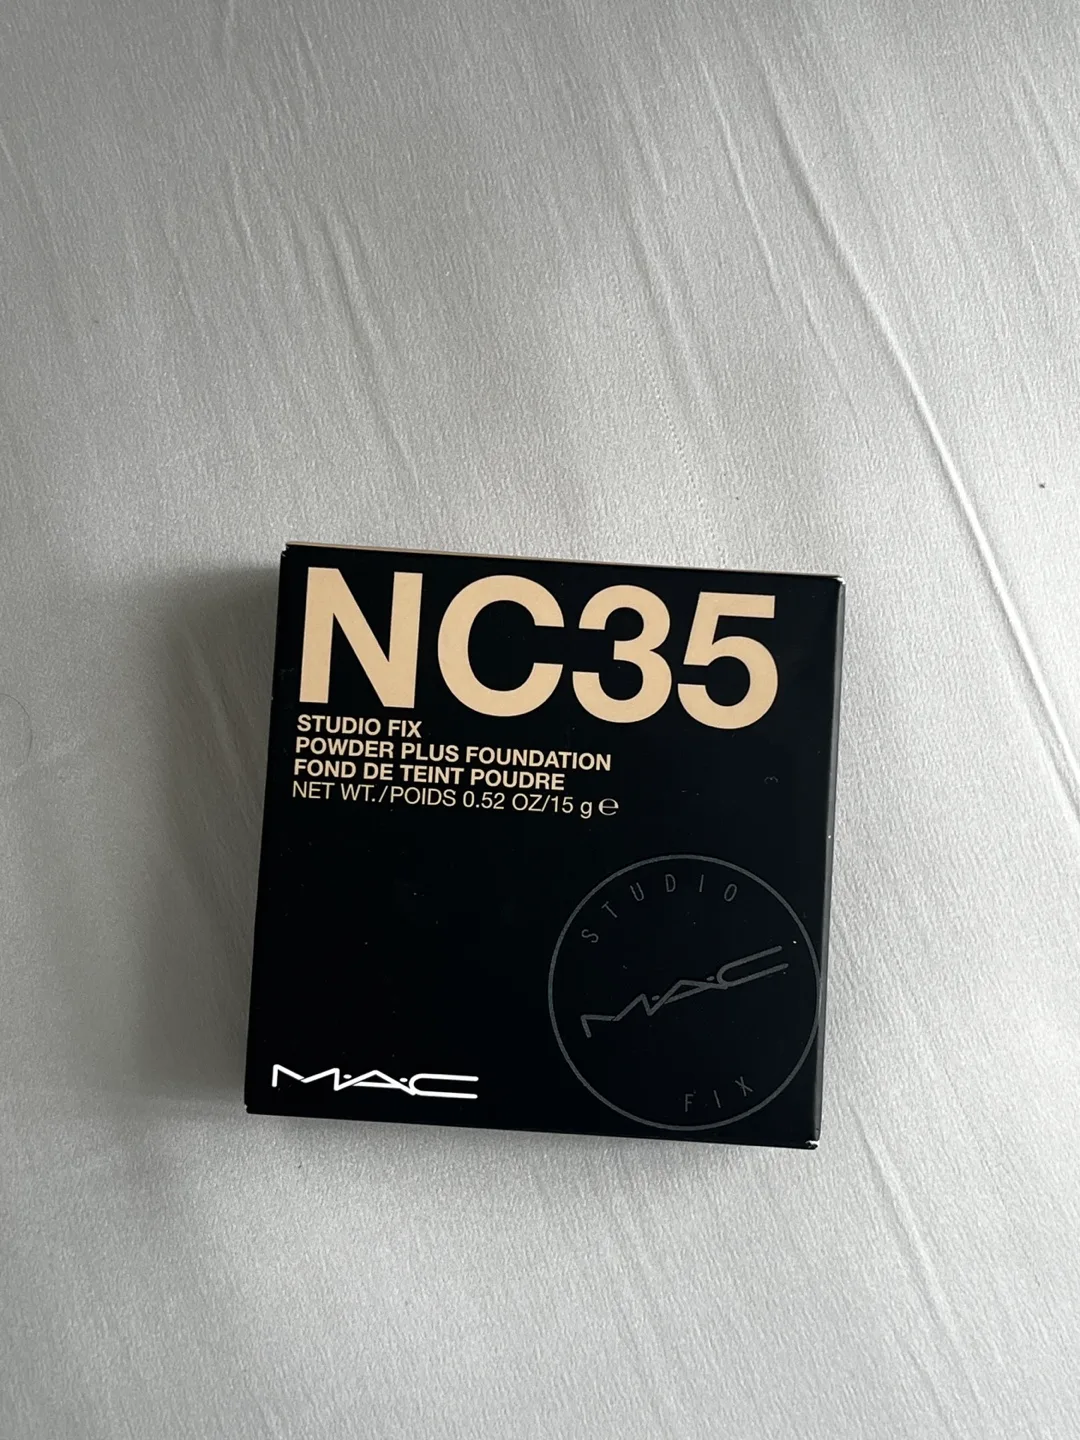 NC35
STUDIO FIX
POWDER PLUS FOUNDATION
FOND DE TEINT POUDRE
NET WT./POIDS 0.52 OZ/15 g ℮
STUDIO
M·A·C
FIX
M·A·C